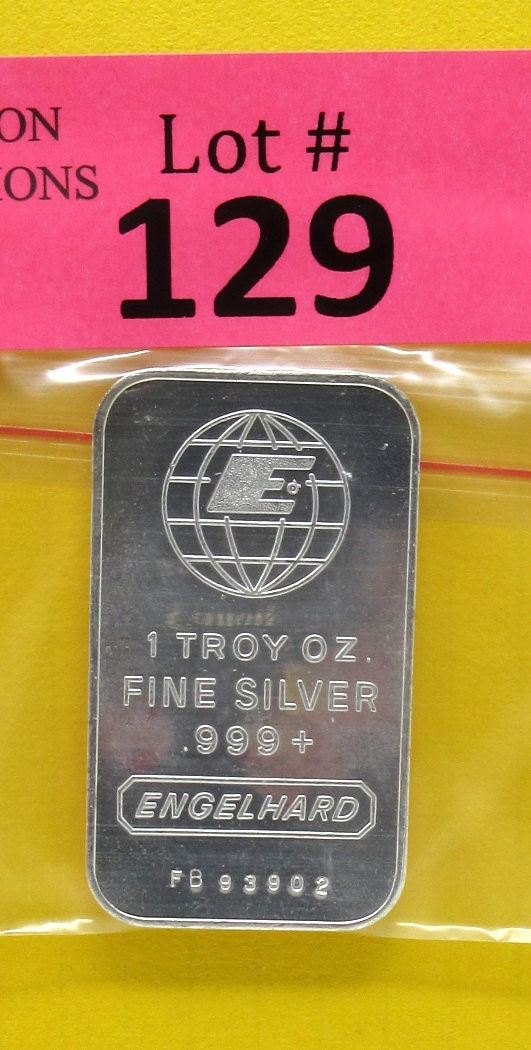 ON
IONS
Lot #
129
E
1 TROY OZ.
FINE SILVER
.999+
ENGELHARD
FB 93902